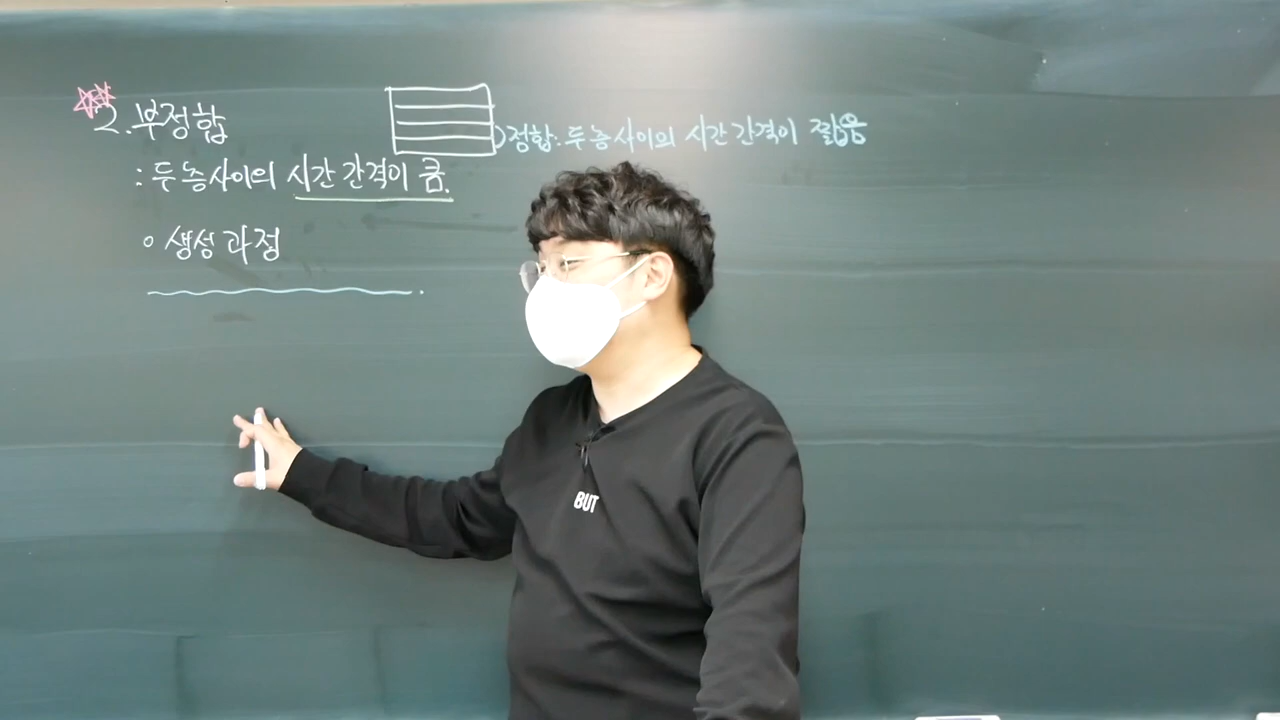 2. 부정합
: 두 층사이의 시간 간격이 큼.
정합: 두 층사이의 시간 간격이 짧음
○ 생성 과정
BUT